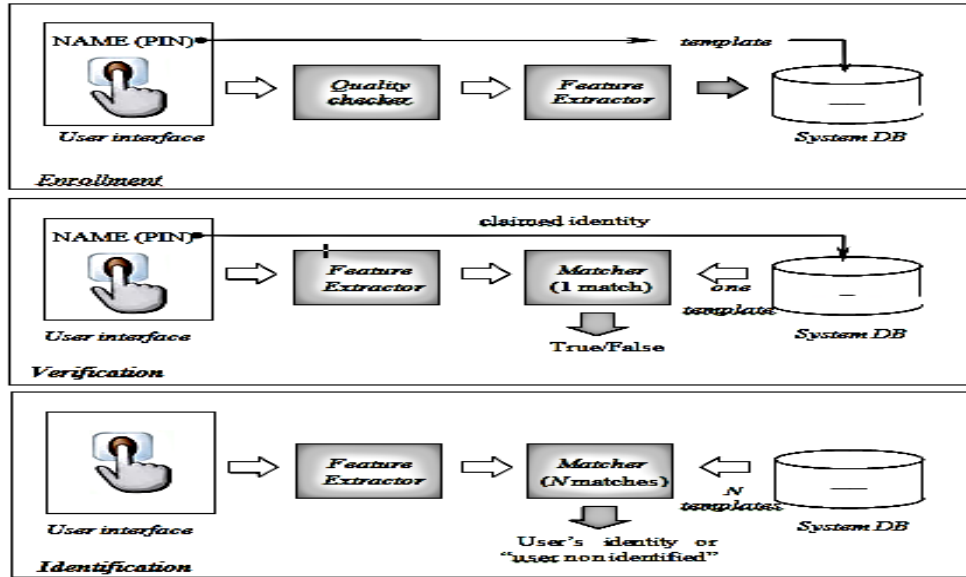 NAME (PIN)
template
Quality
checker
Feature
Extractor
User interface
System DB
Enrollment
claimed identity
NAME (PIN)
Feature
Extractor
Matcher
(1 match)
one
template
User interface
True/False
System DB
Verification
Feature
Extractor
Matcher
(N matches)
N
templates
User interface
System DB
User's identity or
"user non identified"
Identification